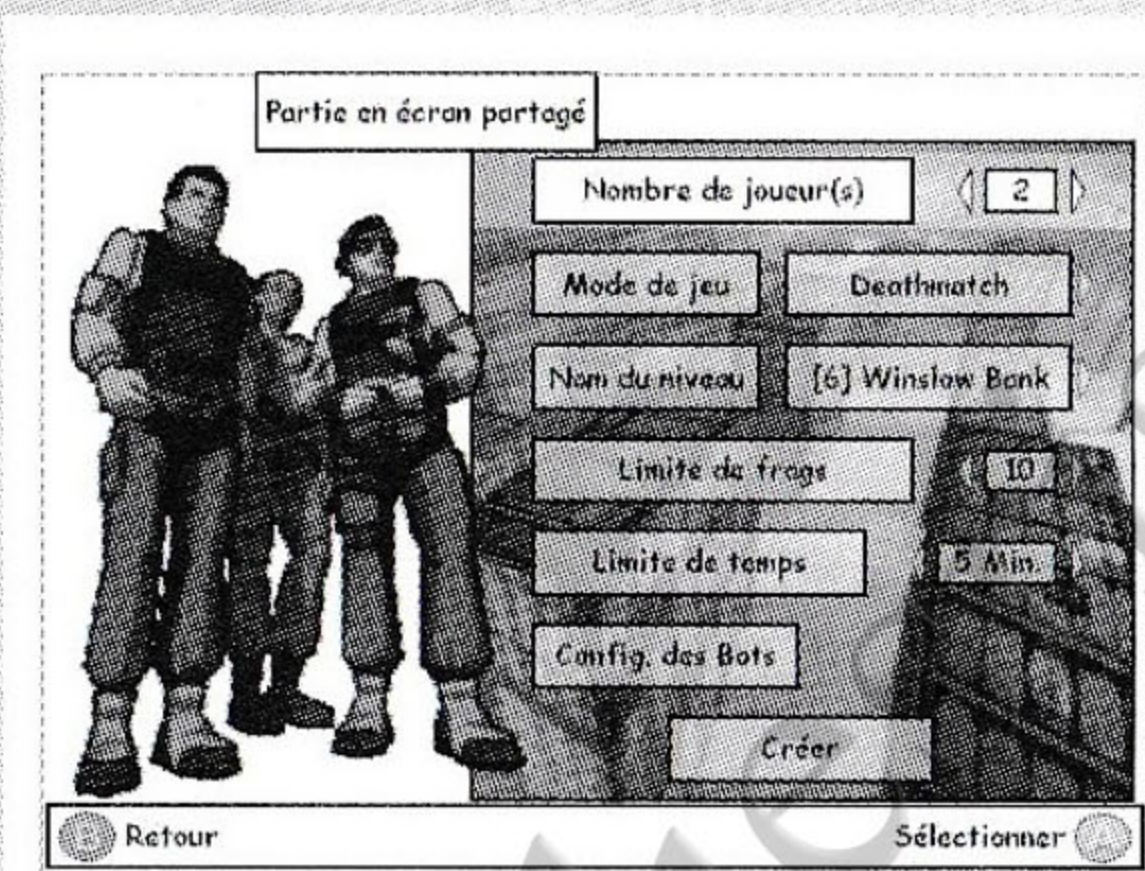 Partie en écran partagé
Nombre de joueur(s) 2
Mode de jeu Deathmatch
Nom du niveau [6] Winslow Bank
Limite de frags 10
Limite de temps 5 Min.
Config. des Bots
Créer
B Retour Sélectionner A